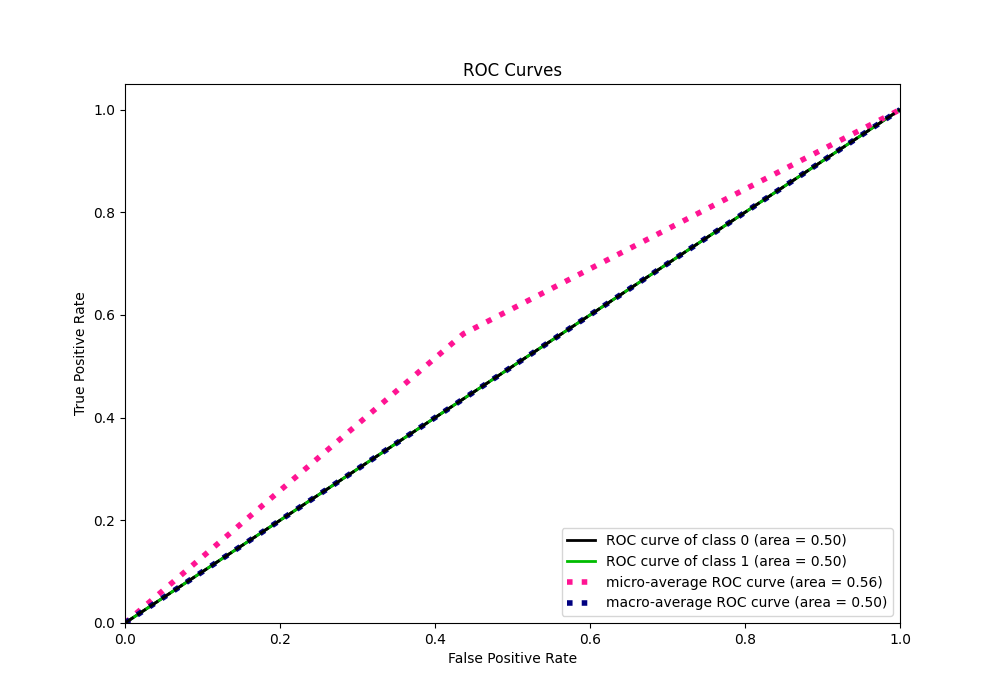 ROC Curves
True Positive Rate
1.0
0.8
0.6
0.4
0.2
0.0
ROC curve of class 0 (area = 0.50)
ROC curve of class 1 (area = 0.50)
micro-average ROC curve (area = 0.56)
macro-average ROC curve (area = 0.50)
0.0 0.2 0.4 0.6 0.8 1.0
False Positive Rate